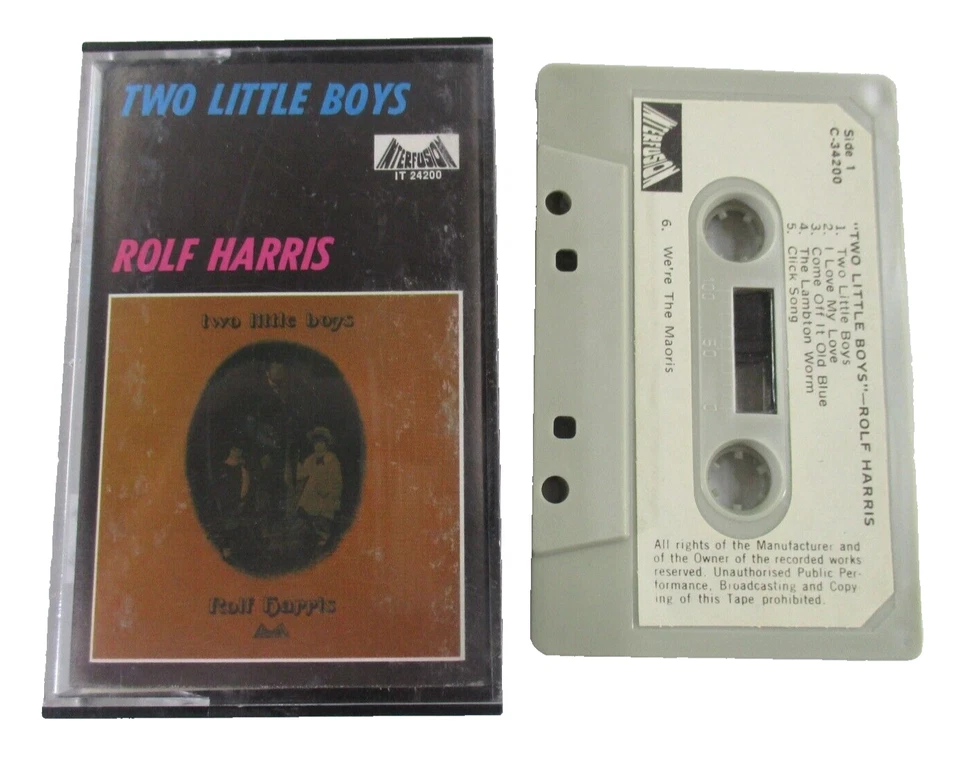 TWO LITTLE BOYS
INTERFUSION
IT 24200
ROLF HARRIS
two little boys
Rolf Harris
INTERFUSION
Side 1
C-34200
"TWO LITTLE BOYS"—ROLF HARRIS
1. Two Little Boys
2. I Love My Love
3. Come Off It Old Blue
4. The Lambton Worm
5. Click Song
6. We're The Maoris
100 50 0
All rights of the Manufacturer and
of the Owner of the recorded works
reserved. Unauthorised Public Per-
formance, Broadcasting and Copy-
ing of this Tape prohibited.